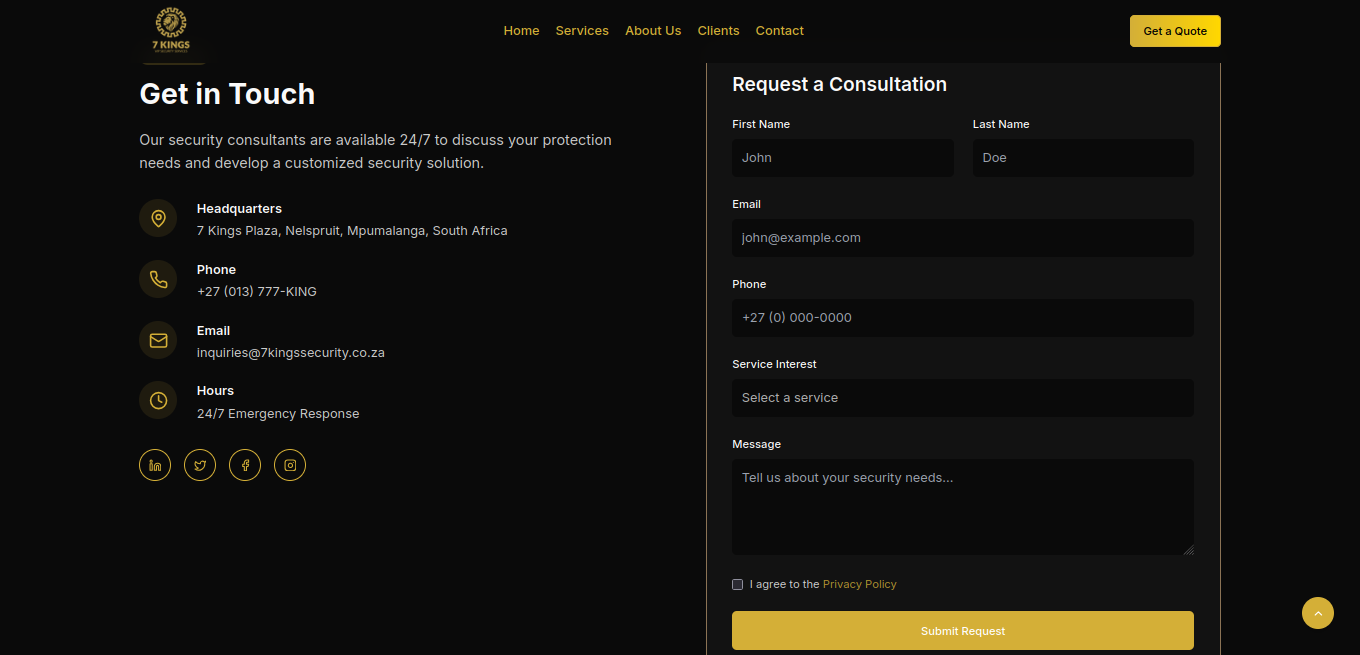 7 KINGS
Home Services About Us Clients Contact
Get a Quote
Get in Touch
Our security consultants are available 24/7 to discuss your protection
needs and develop a customized security solution.
Headquarters
7 Kings Plaza, Nelspruit, Mpumalanga, South Africa
Phone
+27 (013) 777-KING
Email
inquiries@7kingssecurity.co.za
Hours
24/7 Emergency Response
Request a Consultation
First Name Last Name
John Doe
Email
john@example.com
Phone
+27 (0) 000-0000
Service Interest
Select a service
Message
Tell us about your security needs...
I agree to the Privacy Policy
Submit Request